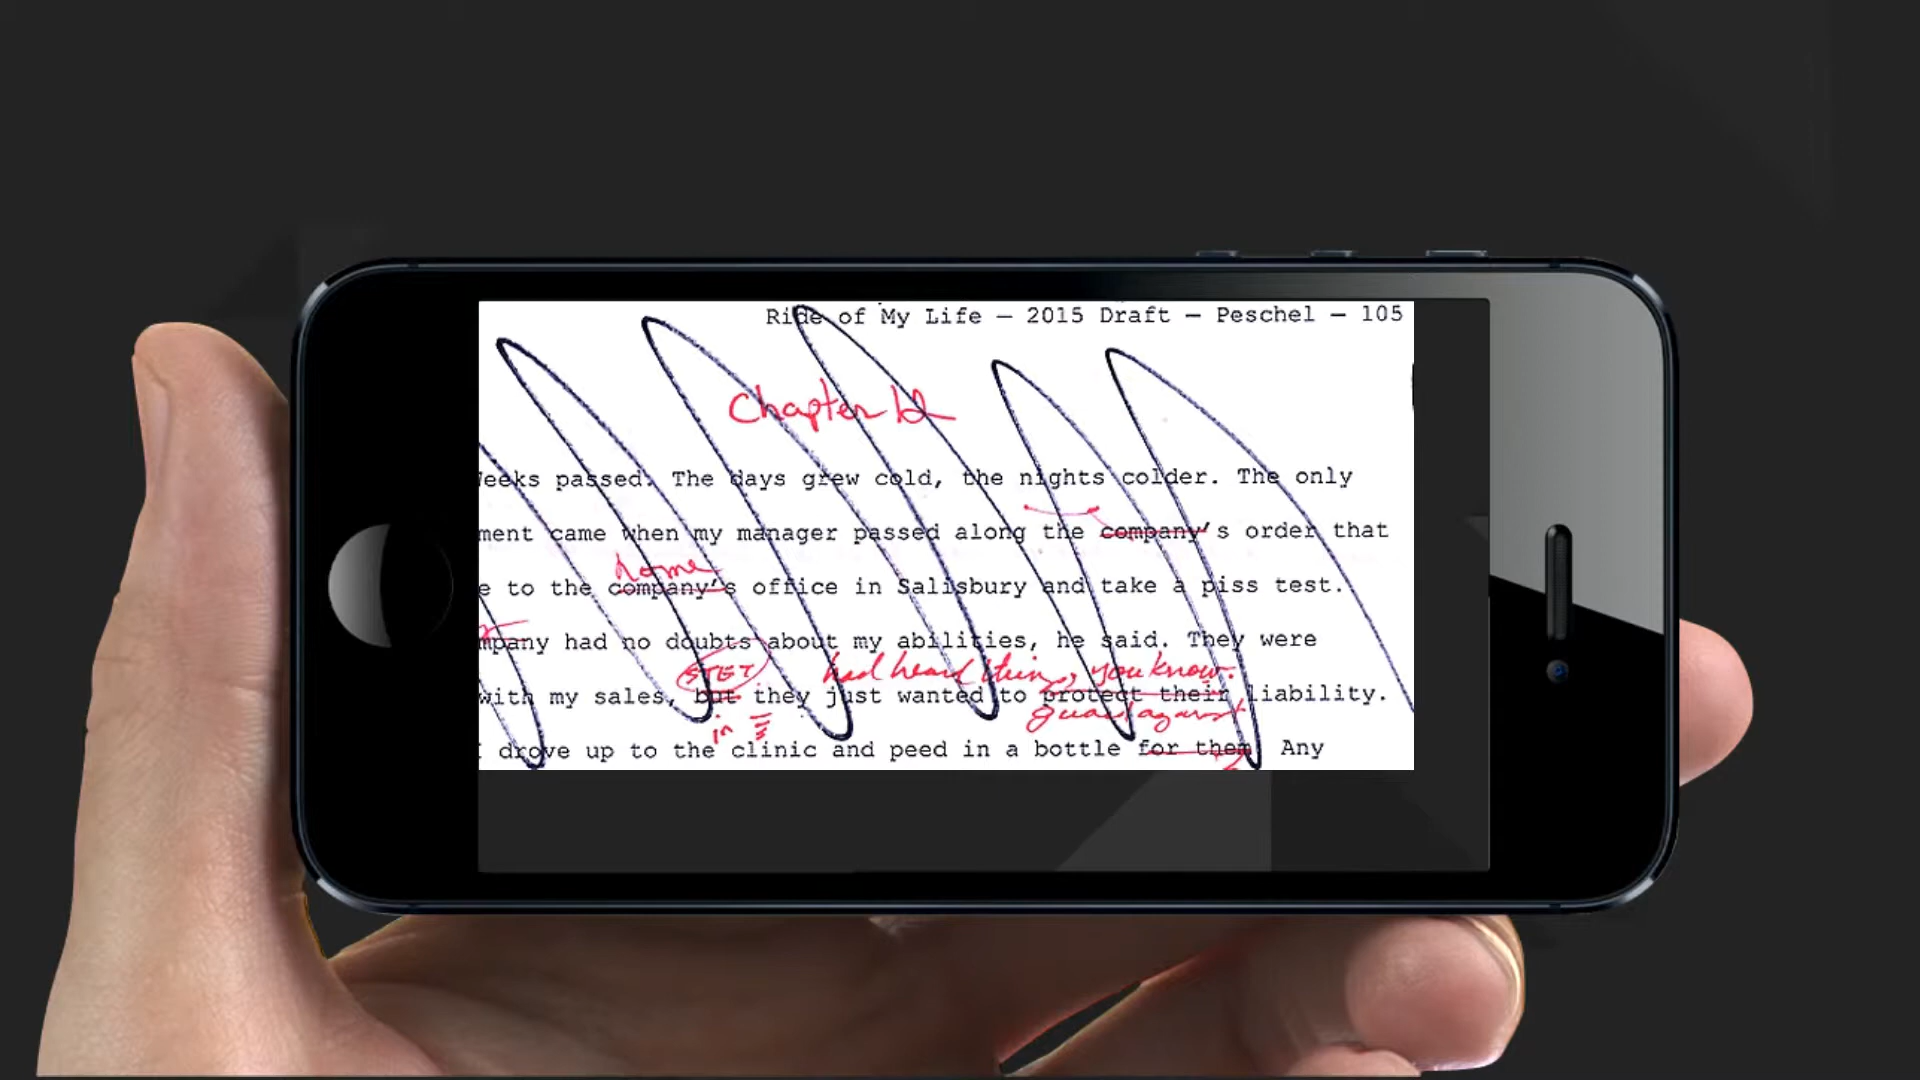 Ride of My Life — 2015 Draft — Peschel — 105
Chapter 12
eeks passed. The days grew cold, the nights colder. The only
ment came when my manager passed along the company's order that
home
e to the company's office in Salisbury and take a piss test.
mpany had no doubts about my abilities, he said. They were
STET had heard things, you know.
with my sales, but they just wanted to protect their liability.
in guard against
I drove up to the clinic and peed in a bottle for them Any